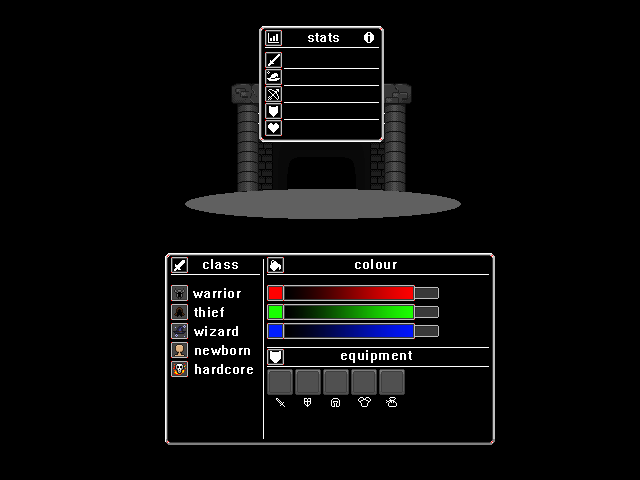 stats
class
colour
warrior
thief
wizard
newborn
equipment
hardcore